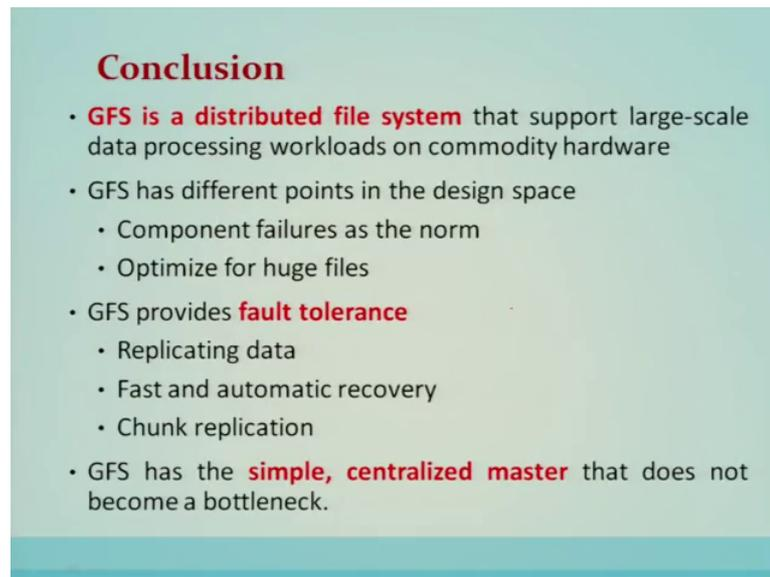 Conclusion
• GFS is a distributed file system that support large-scale
data processing workloads on commodity hardware
• GFS has different points in the design space
• Component failures as the norm
• Optimize for huge files
• GFS provides fault tolerance
• Replicating data
• Fast and automatic recovery
• Chunk replication
• GFS has the simple, centralized master that does not
become a bottleneck.